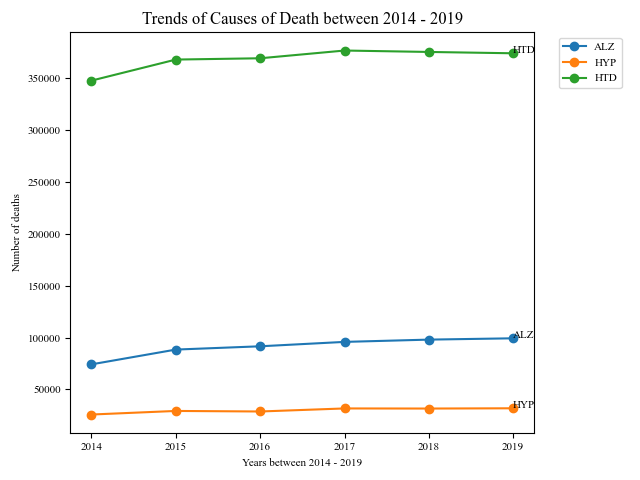 Trends of Causes of Death between 2014 - 2019
ALZ
HYP
HTD
HTD
350000
300000
250000
200000
150000
100000
50000
Number of deaths
ALZ
HYP
2014 2015 2016 2017 2018 2019
Years between 2014 - 2019